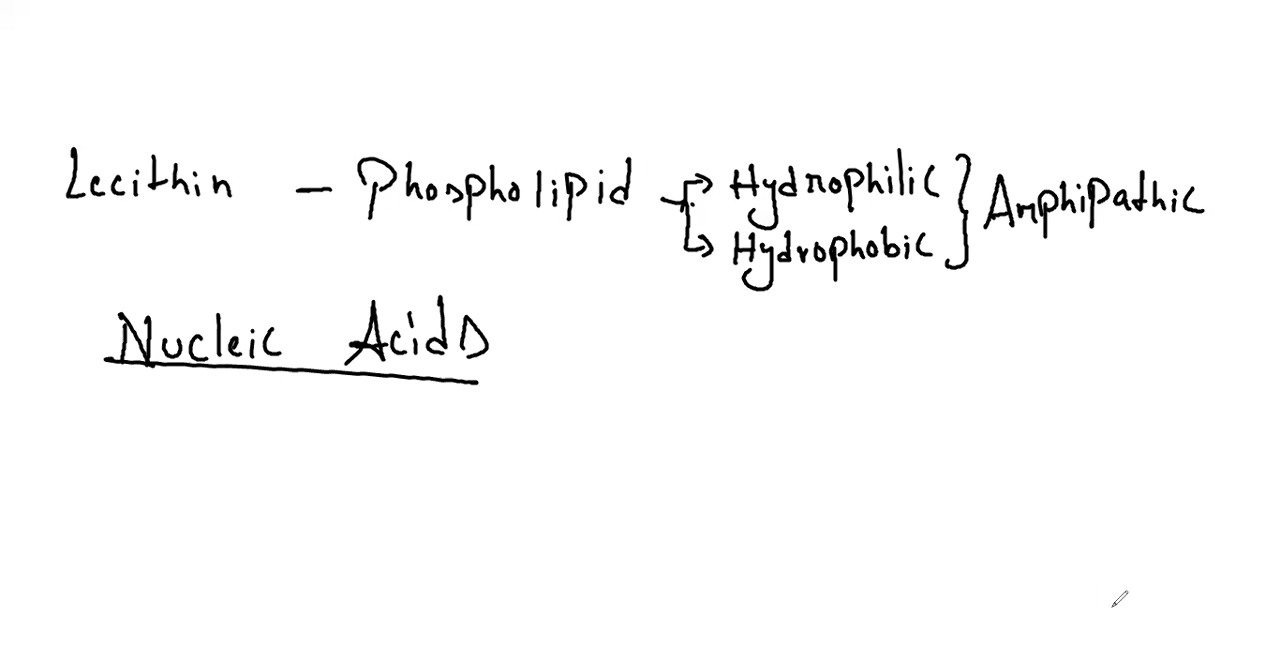 Lecithin – Phospholipid → Hydrophilic } Amphipathic
→ Hydrophobic
Nucleic Acids